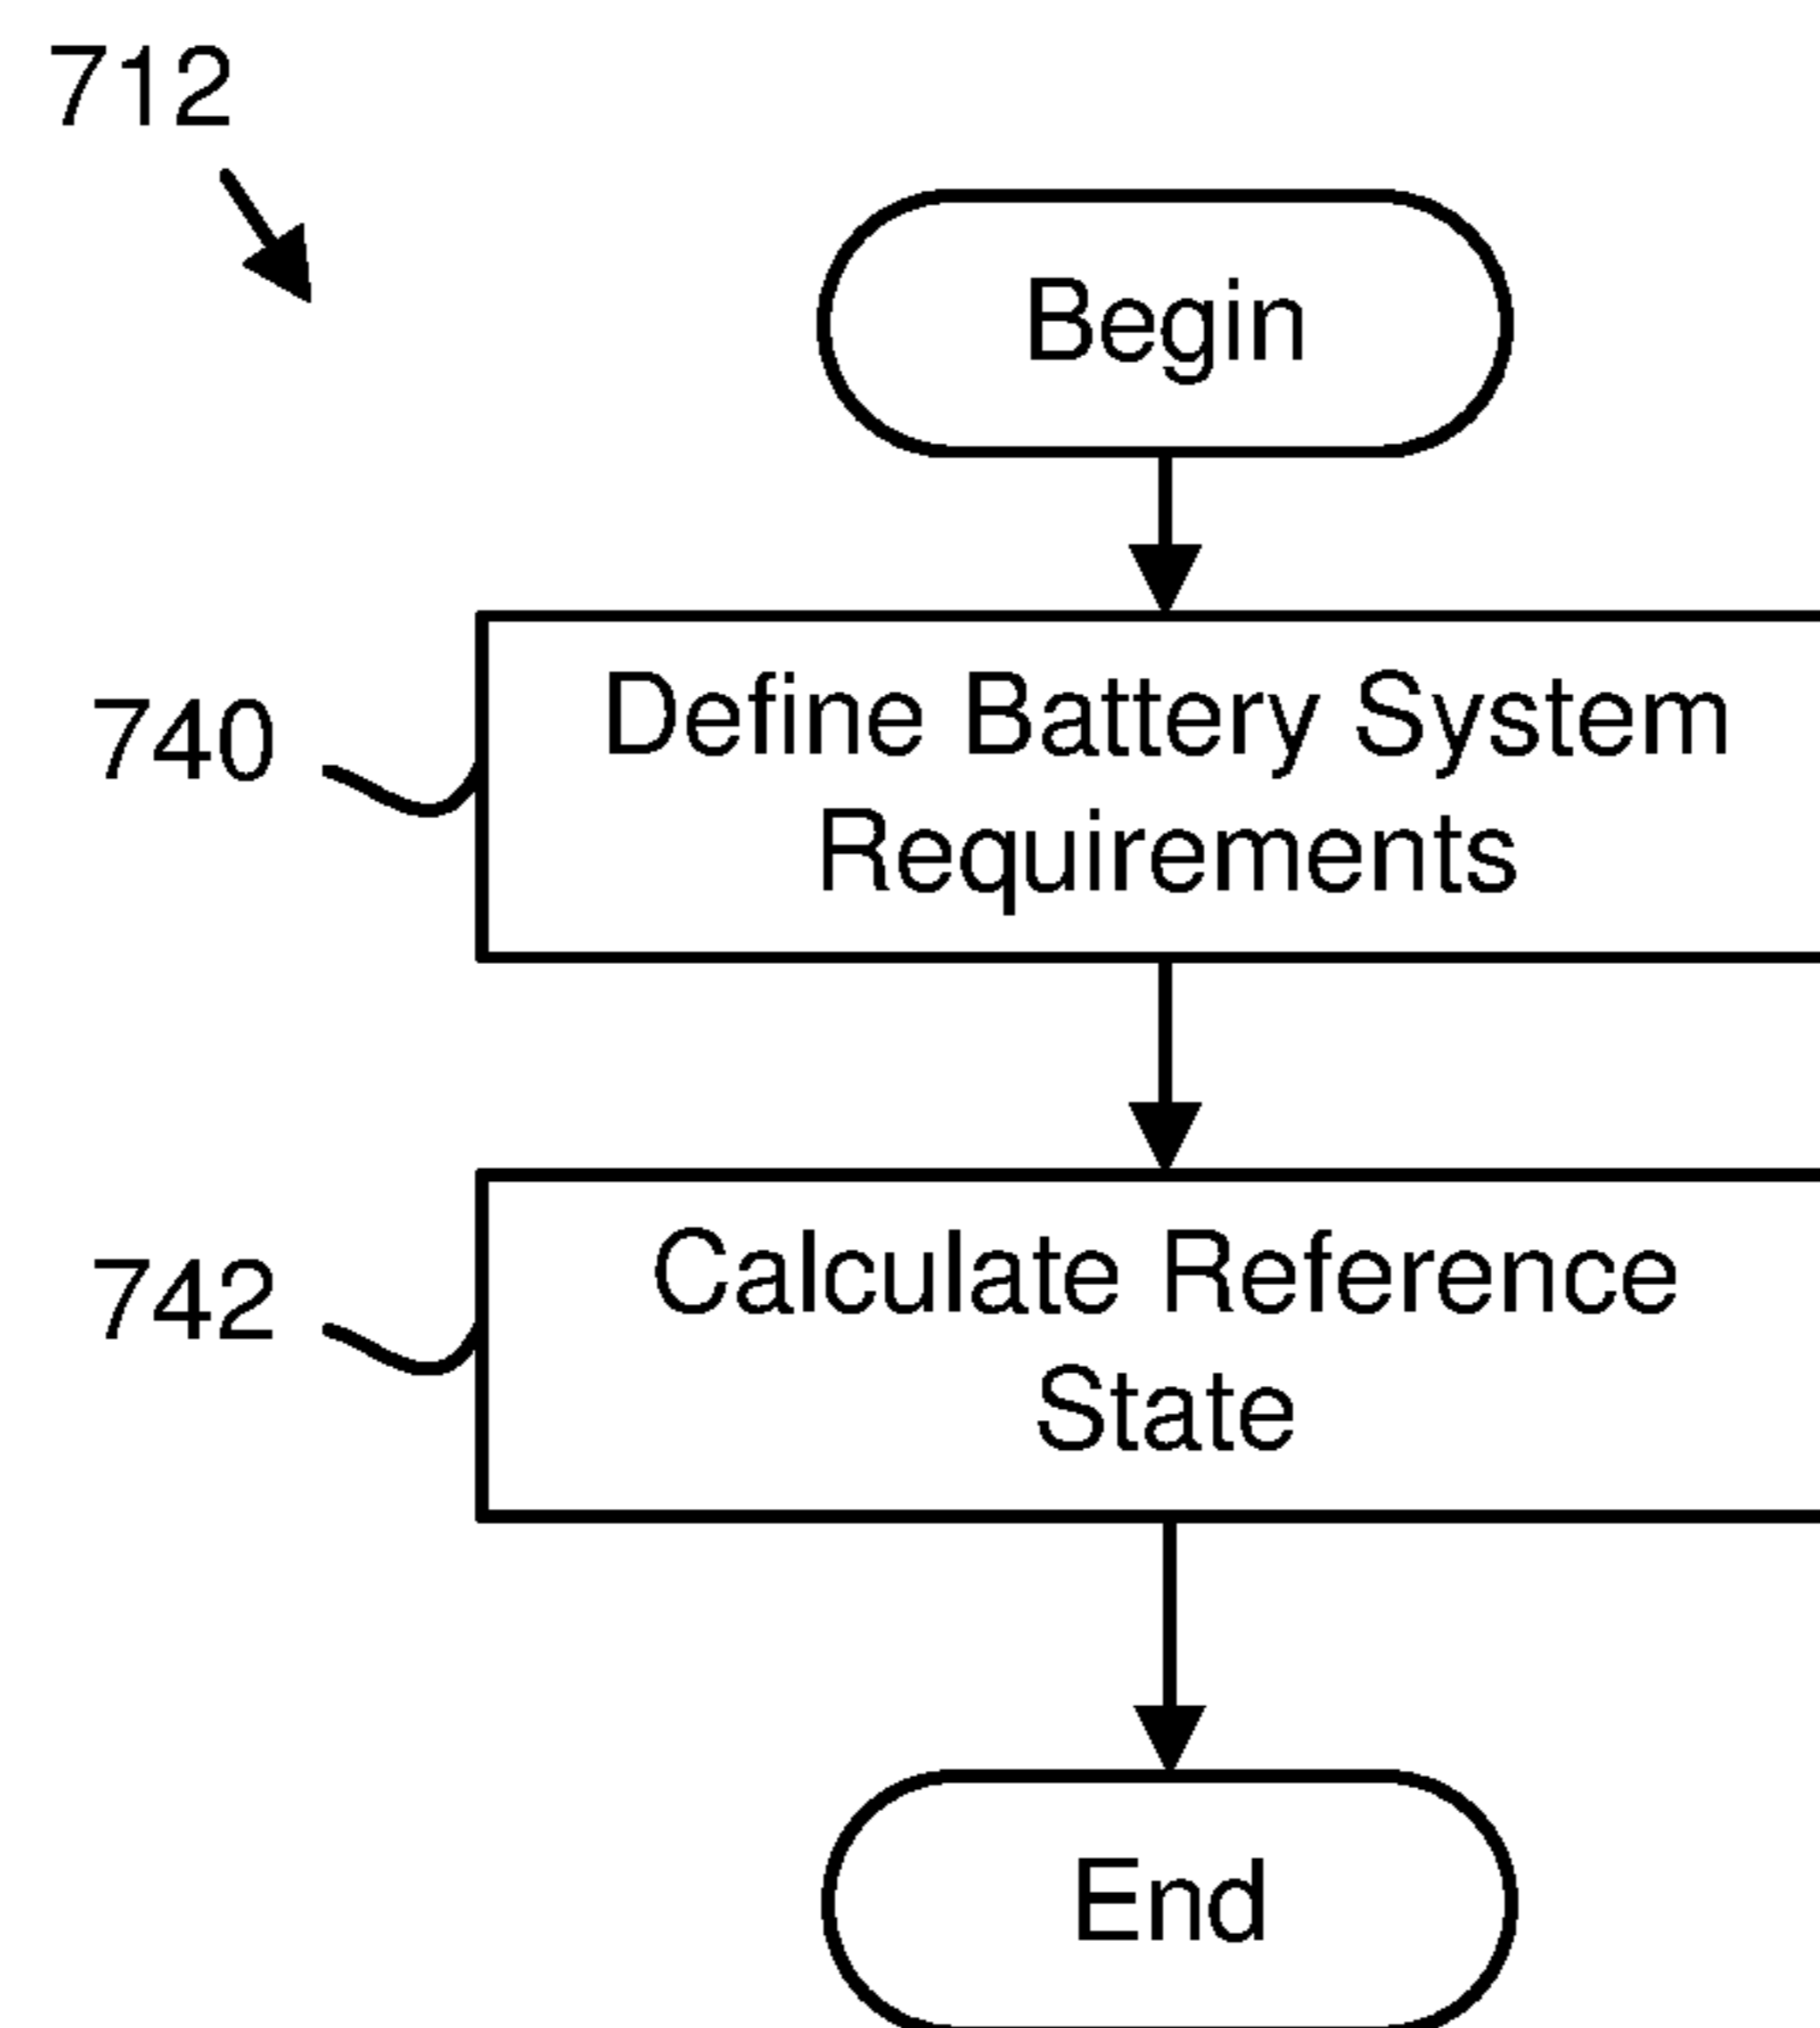 712
Begin
740
Define Battery System
Requirements
742
Calculate Reference
State
End